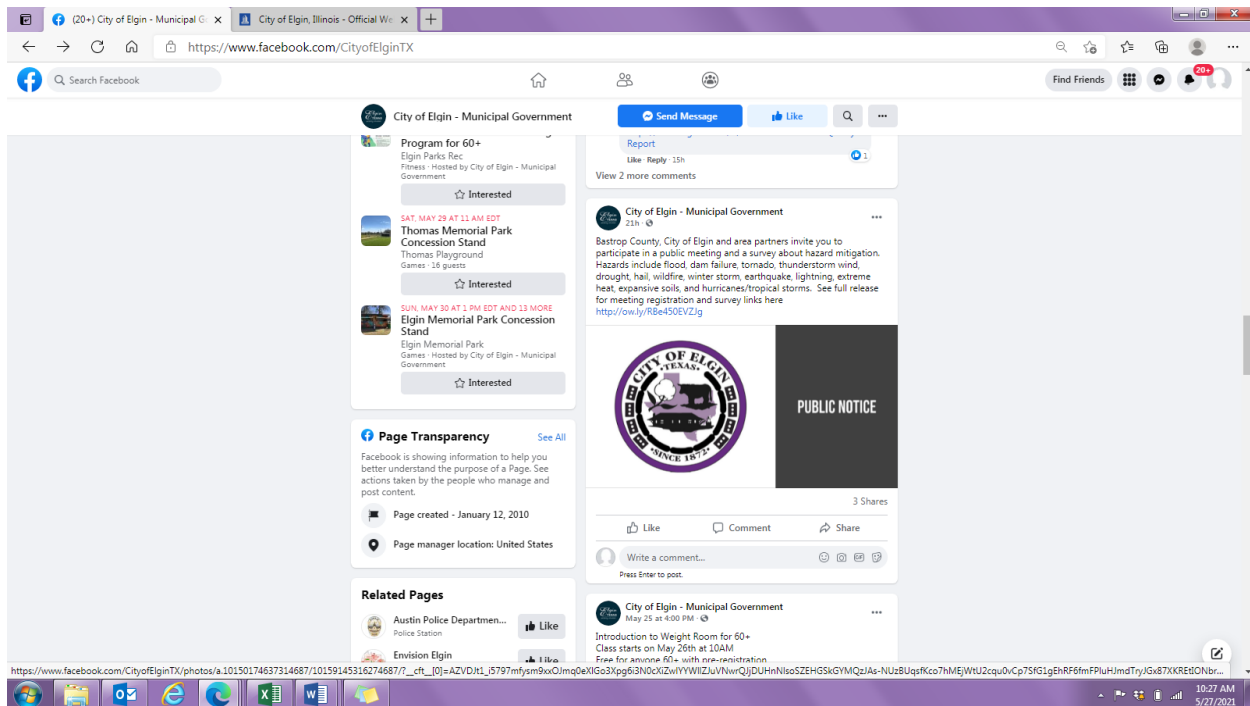 (20+) City of Elgin - Municipal G
City of Elgin, Illinois - Official We
https://www.facebook.com/CityofElginTX
Search Facebook
Find Friends
20+
City of Elgin - Municipal Government
Send Message
Like
Program for 60+
Elgin Parks Rec
Fitness · Hosted by City of Elgin - Municipal
Government
Interested
SAT, MAY 29 AT 11 AM EDT
Thomas Memorial Park
Concession Stand
Thomas Playground
Games · 16 guests
Interested
SUN, MAY 30 AT 1 PM EDT AND 13 MORE
Elgin Memorial Park Concession
Stand
Elgin Memorial Park
Games · Hosted by City of Elgin - Municipal
Government
Interested
Page Transparency
See All
Facebook is showing information to help you
better understand the purpose of a Page. See
actions taken by the people who manage and
post content.
Page created - January 12, 2010
Page manager location: United States
Related Pages
Austin Police Departmen...
Police Station
Like
Envision Elgin
Like
Report
Like · Reply · 15h
1
View 2 more comments
City of Elgin - Municipal Government
21h ·
Bastrop County, City of Elgin and area partners invite you to
participate in a public meeting and a survey about hazard mitigation.
Hazards include flood, dam failure, tornado, thunderstorm wind,
drought, hail, wildfire, winter storm, earthquake, lightning, extreme
heat, expansive soils, and hurricanes/tropical storms. See full release
for meeting registration and survey links here
http://ow.ly/RBe450EVZJg
CITY OF ELGIN
TEXAS
SINCE 1872
PUBLIC NOTICE
3 Shares
Like
Comment
Share
Write a comment...
GIF
Press Enter to post.
City of Elgin - Municipal Government
May 25 at 4:00 PM ·
Introduction to Weight Room for 60+
Class starts on May 26th at 10AM
Free for anyone 60+ with pre-registration
10:27 AM
5/27/2021